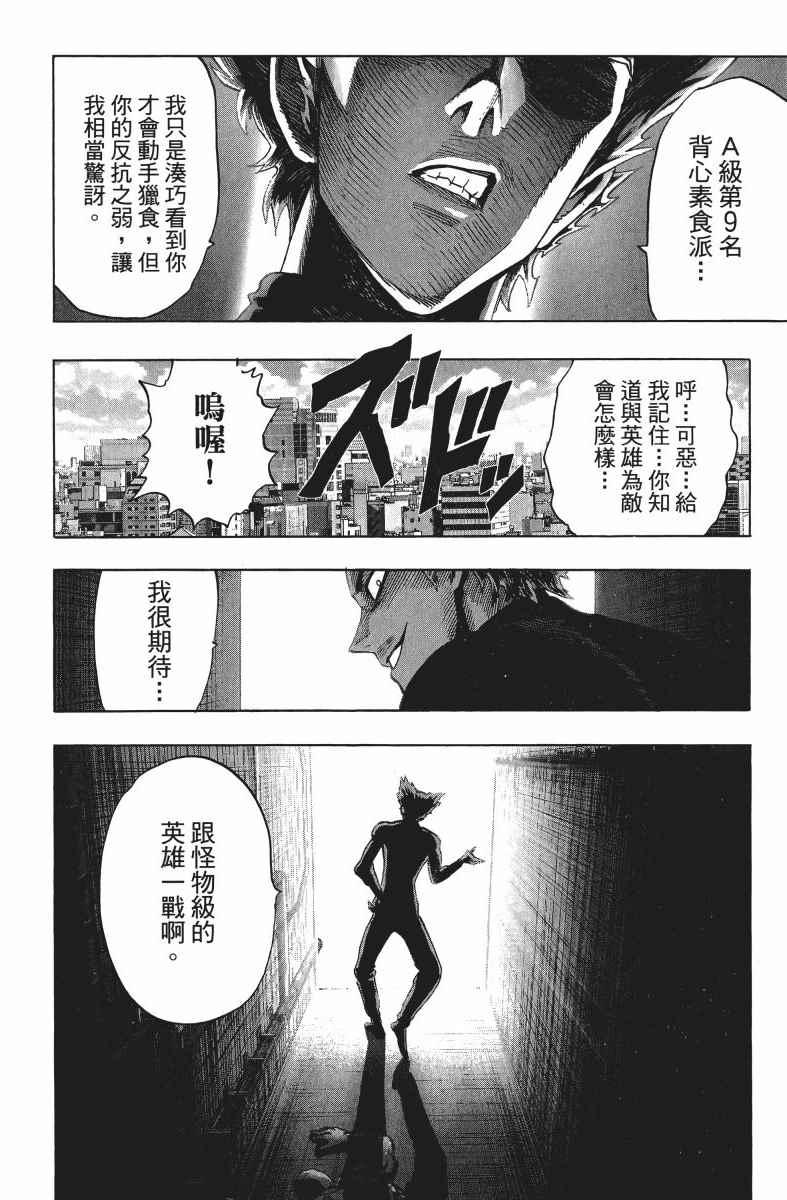 A級第9名
背心素食派…
我只是湊巧看到你
才會動手獵食，但
你的反抗之弱，讓
我相當驚訝。
呼…可惡…給
我記住…你知
道與英雄為敵
會怎麼樣…
ズドッ
嗚喔！
我很期待…
跟怪物級的
英雄一戰啊。